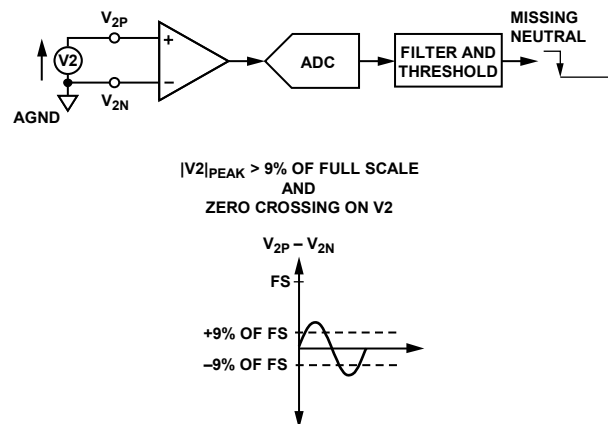 V2P
V2
+
–
V2N
AGND
ADC
FILTER AND
THRESHOLD
MISSING
NEUTRAL
|V2|PEAK > 9% OF FULL SCALE
AND
ZERO CROSSING ON V2
V2P – V2N
FS
+9% OF FS
–9% OF FS